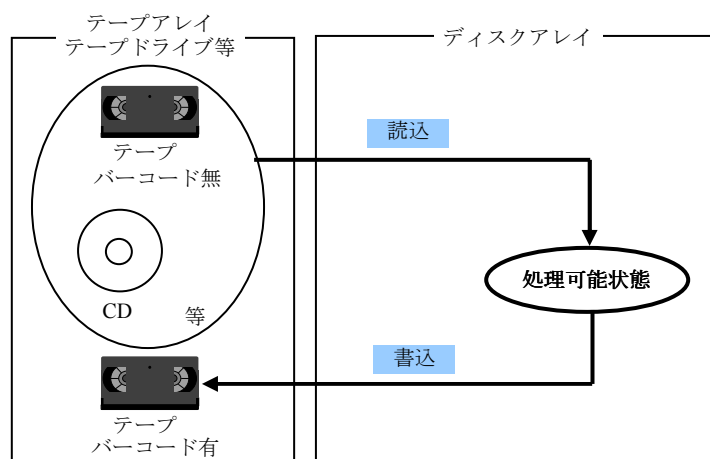 テープアレイ
テープドライブ等
テープ
バーコード無
CD
等
テープ
バーコード有
ディスクアレイ
読込
処理可能状態
書込